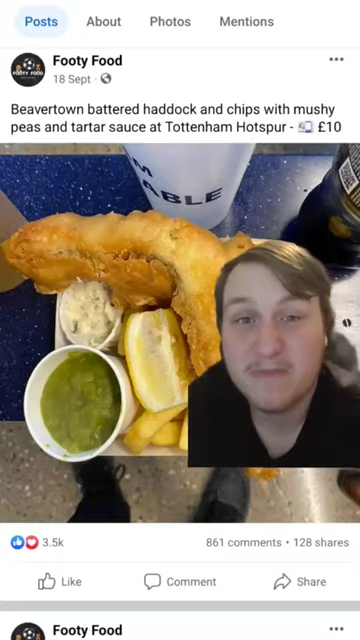 Posts About Photos Mentions
Footy Food
18 Sept
Beavertown battered haddock and chips with mushy
peas and tartar sauce at Tottenham Hotspur - £10
ABLE
3.5k 861 comments • 128 shares
Like Comment Share
Footy Food